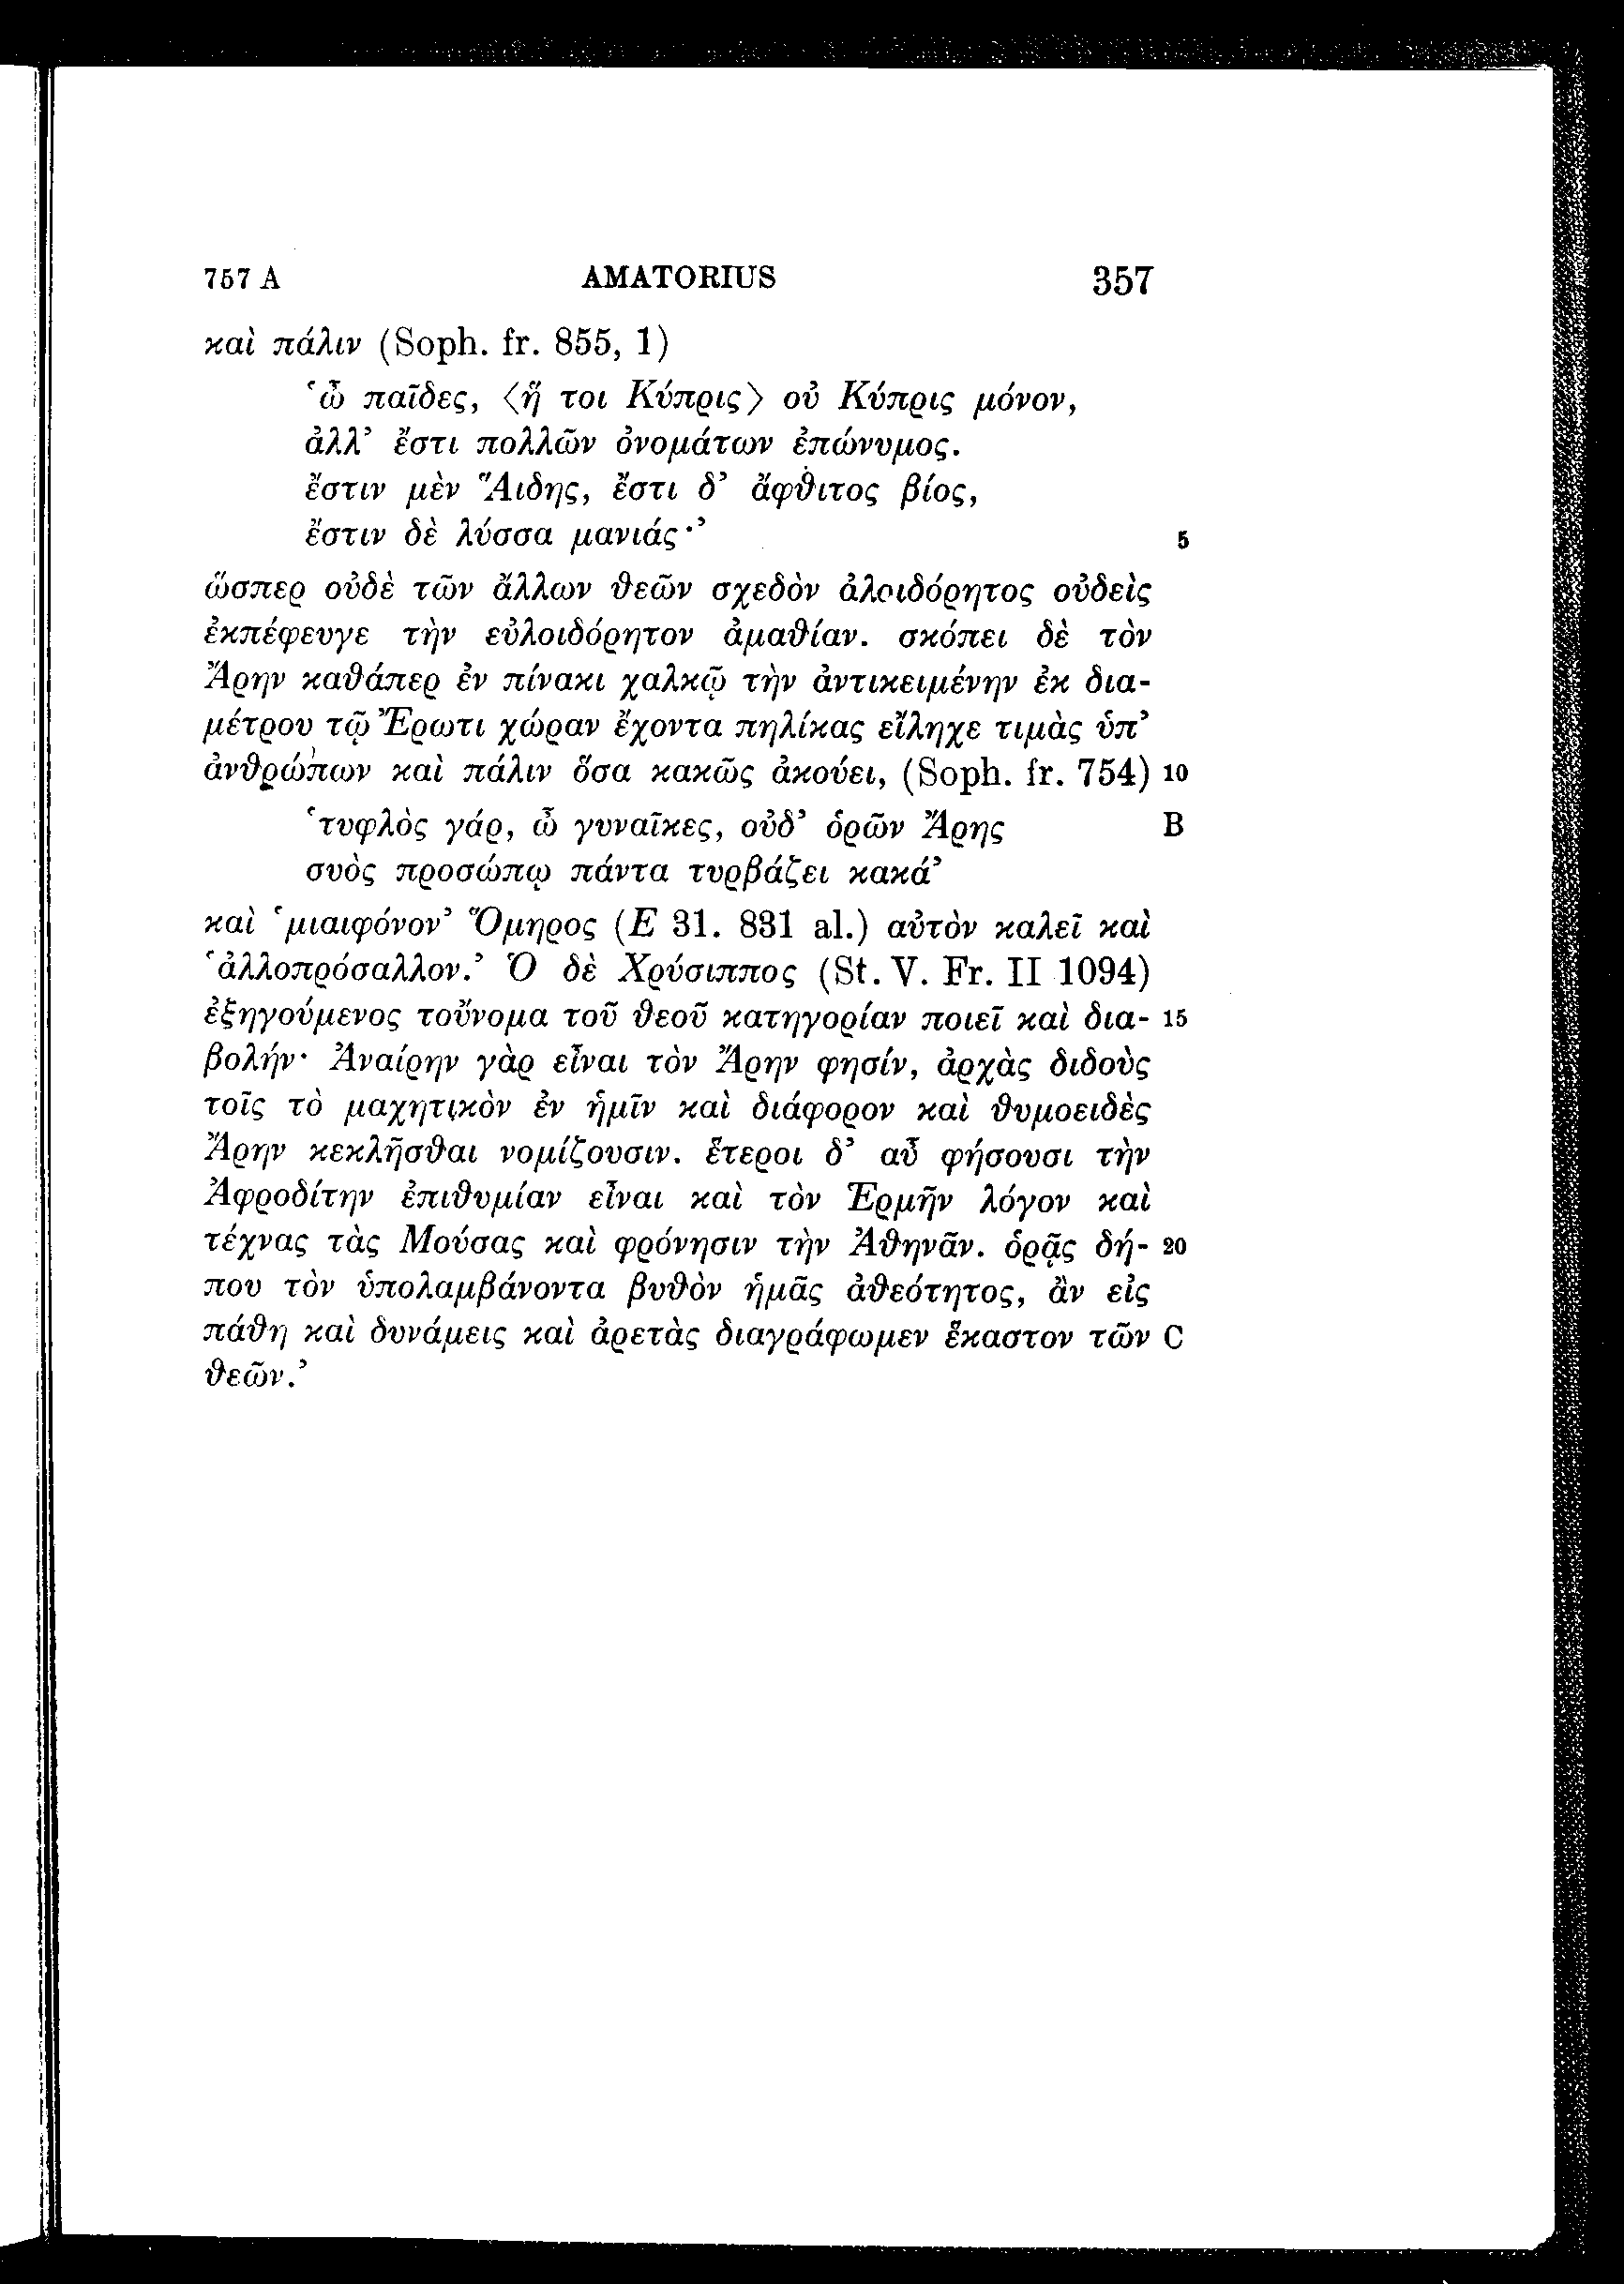 757 A AMATORIUS 357
καὶ πάλιν (Soph. fr. 855, 1)
‘ὦ παῖδες, ⟨ἥ τοι Κύπρις⟩ οὐ Κύπρις μόνον,
ἀλλ’ ἔστι πολλῶν ὀνομάτων ἐπώνυμος.
ἔστιν μὲν Ἅιδης, ἔστι δ’ ἄφθιτος βίος,
ἔστιν δὲ λύσσα μανιάς·’ 5
ὥσπερ οὐδὲ τῶν ἄλλων θεῶν σχεδὸν ἀλοιδόρητος οὐδεὶς
ἐκπέφευγε τὴν εὐλοιδόρητον ἀμαθίαν. σκόπει δὲ τὸν
Ἄρην καθάπερ ἐν πίνακι χαλκῷ τὴν ἀντικειμένην ἐκ δια-
μέτρου τῷ Ἔρωτι χώραν ἔχοντα πηλίκας εἴληχε τιμὰς ὑπ’
ἀνθρώπων καὶ πάλιν ὅσα κακῶς ἀκούει, (Soph. fr. 754) 10
‘τυφλὸς γάρ, ὦ γυναῖκες, οὐδ’ ὁρῶν Ἄρης B
συὸς προσώπῳ πάντα τυρβάζει κακά’
καὶ ‘μιαιφόνον’ Ὅμηρος (E 31. 831 al.) αὐτὸν καλεῖ καὶ
‘ἀλλοπρόσαλλον.’ Ὁ δὲ Χρύσιππος (St. V. Fr. II 1094)
ἐξηγούμενος τοὔνομα τοῦ θεοῦ κατηγορίαν ποιεῖ καὶ δια- 15
βολήν· Ἀναίρην γὰρ εἶναι τὸν Ἄρην φησίν, ἀρχὰς διδοὺς
τοῖς τὸ μαχητικὸν ἐν ἡμῖν καὶ διάφορον καὶ θυμοειδὲς
Ἄρην κεκλῆσθαι νομίζουσιν. ἕτεροι δ’ αὖ φήσουσι τὴν
Ἀφροδίτην ἐπιθυμίαν εἶναι καὶ τὸν Ἑρμῆν λόγον καὶ
τέχνας τὰς Μούσας καὶ φρόνησιν τὴν Ἀθηνᾶν. ὁρᾷς δή- 20
που τὸν ὑπολαμβάνοντα βυθὸν ἡμᾶς ἀθεότητος, ἂν εἰς
πάθη καὶ δυνάμεις καὶ ἀρετὰς διαγράφωμεν ἕκαστον τῶν C
θεῶν.’